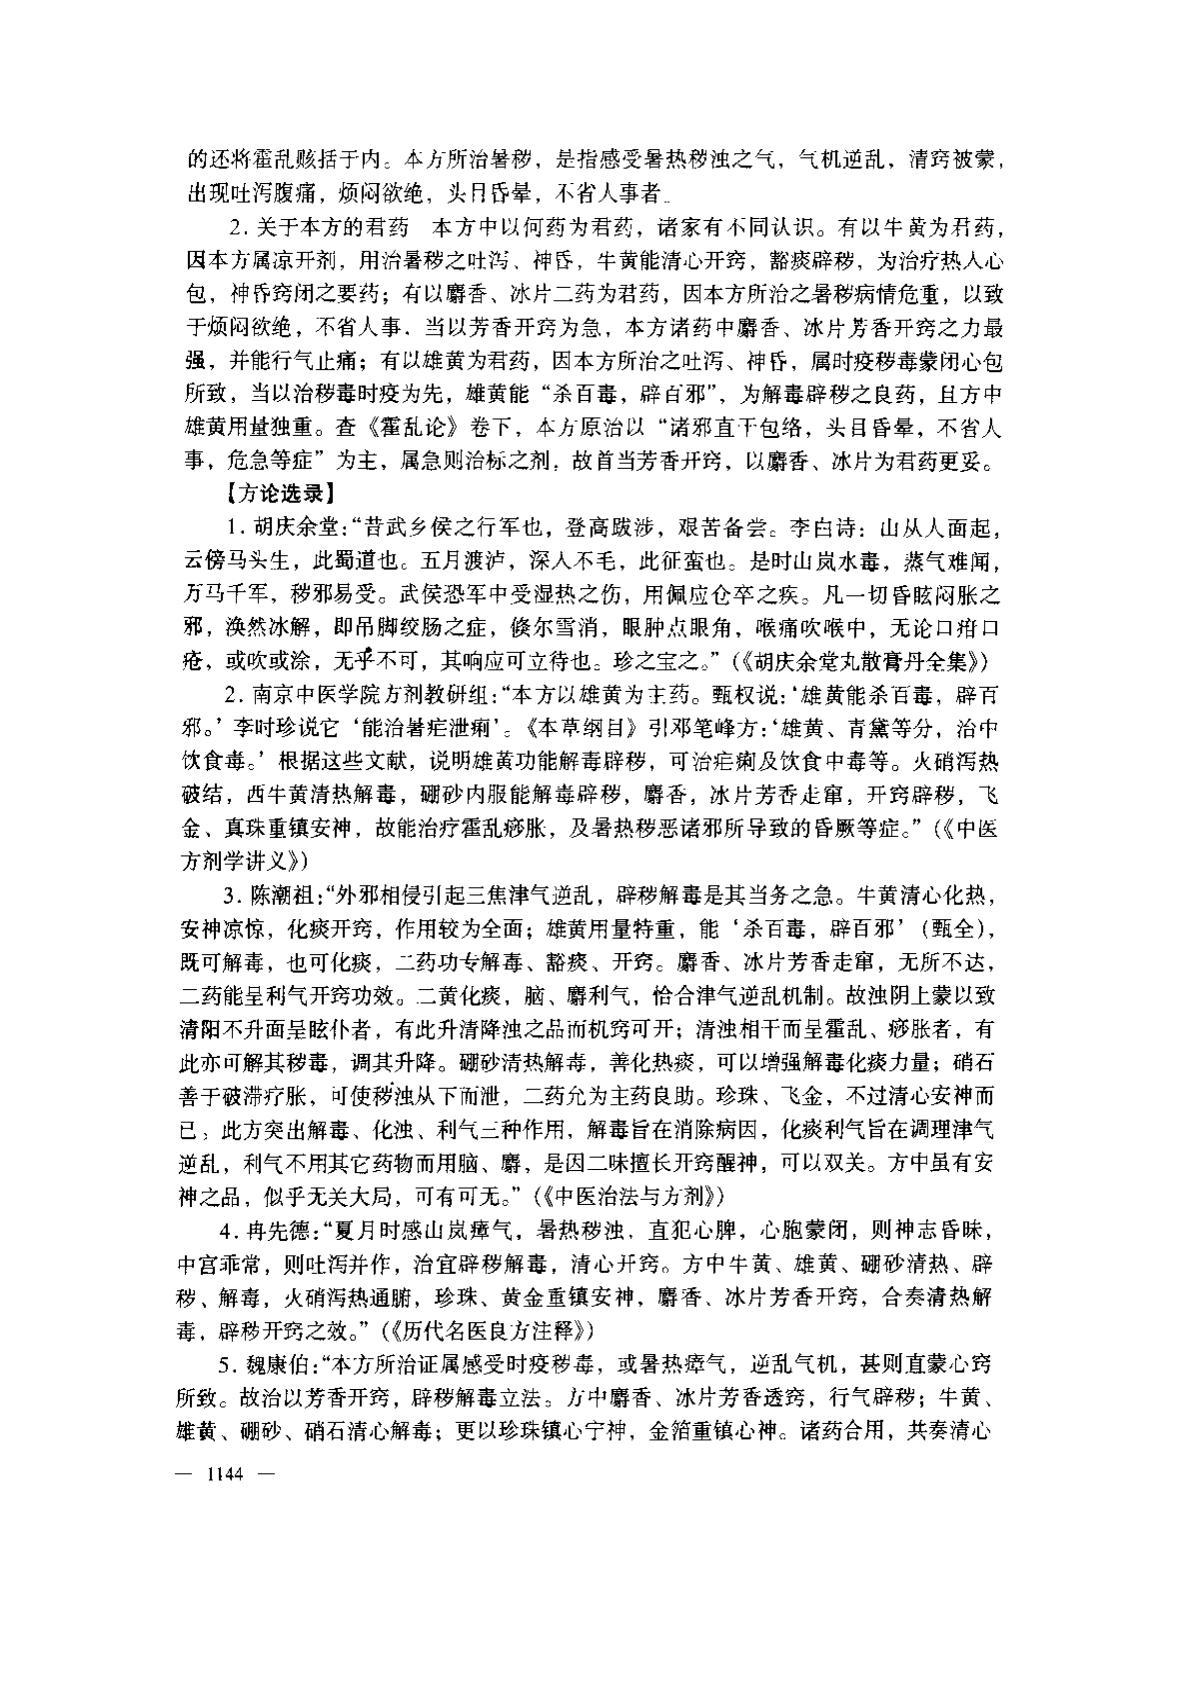 的还将霍乱赅括于内。本方所治暑秽，是指感受暑热秽浊之气，气机逆乱，清窍被蒙，
出现吐泻腹痛，烦闷欲绝，头目昏晕，不省人事者。
2. 关于本方的君药　本方中以何药为君药，诸家有不同认识。有以牛黄为君药，
因本方属凉开剂，用治暑秽之吐泻、神昏，牛黄能清心开窍，豁痰辟秽，为治疗热入心
包，神昏窍闭之要药；有以麝香、冰片二药为君药，因本方所治之暑秽病情危重，以致
于烦闷欲绝，不省人事，当以芳香开窍为急，本方诸药中麝香、冰片芳香开窍之力最
强，并能行气止痛；有以雄黄为君药，因本方所治之吐泻、神昏，属时疫秽毒蒙闭心包
所致，当以治秽毒时疫为先，雄黄能“杀百毒，辟百邪”，为解毒辟秽之良药，且方中
雄黄用量独重。查《霍乱论》卷下，本方原治以“诸邪直干包络，头目昏晕，不省人
事，危急等症”为主，属急则治标之剂，故首当芳香开窍，以麝香、冰片为君药更妥。
【方论选录】
1. 胡庆余堂：“昔武乡侯之行军也，登高跋涉，艰苦备尝。李白诗：山从人面起，
云傍马头生，此蜀道也。五月渡泸，深入不毛，此征蛮也。是时山岚水毒，蒸气难闻，
万马千军，秽邪易受。武侯恐军中受湿热之伤，用佩应仓卒之疾。凡一切昏眩闷胀之
邪，涣然冰解，即吊脚绞肠之症，倏尔雪消，眼肿点眼角，喉痛吹喉中，无论口疳口
疮，或吹或涂，无乎不可，其响应可立待也。珍之宝之。”（《胡庆余堂丸散膏丹全集》）
2. 南京中医学院方剂教研组：“本方以雄黄为主药。甄权说：‘雄黄能杀百毒，辟百
邪。’李时珍说它‘能治暑疟泄痢’。《本草纲目》引邓笔峰方：‘雄黄、青黛等分，治中
饮食毒。’根据这些文献，说明雄黄功能解毒辟秽，可治疟痢及饮食中毒等。火硝泻热
破结，西牛黄清热解毒，硼砂内服能解毒辟秽，麝香，冰片芳香走窜，开窍辟秽，飞
金、真珠重镇安神，故能治疗霍乱痧胀，及暑热秽恶诸邪所导致的昏厥等症。”（《中医
方剂学讲义》）
3. 陈潮祖：“外邪相侵引起三焦津气逆乱，辟秽解毒是其当务之急。牛黄清心化热，
安神凉惊，化痰开窍，作用较为全面；雄黄用量特重，能‘杀百毒，辟百邪’（甄全），
既可解毒，也可化痰，二药功专解毒、豁痰、开窍。麝香、冰片芳香走窜，无所不达，
二药能呈利气开窍功效。二黄化痰，脑、麝利气，恰合津气逆乱机制。故浊阴上蒙以致
清阳不升而呈眩仆者，有此升清降浊之品而机窍可开；清浊相干而呈霍乱、痧胀者，有
此亦可解其秽毒，调其升降。硼砂清热解毒，善化热痰，可以增强解毒化痰力量；硝石
善于破滞疗胀，可使秽浊从下而泄，二药允为主药良助。珍珠、飞金，不过清心安神而
已。此方突出解毒、化浊、利气三种作用，解毒旨在消除病因，化痰利气旨在调理津气
逆乱，利气不用其它药物而用脑、麝，是因二味擅长开窍醒神，可以双关。方中虽有安
神之品，似乎无关大局，可有可无。”（《中医治法与方剂》）
4. 冉先德：“夏月时感山岚瘴气，暑热秽浊，直犯心脾，心胞蒙闭，则神志昏昧，
中宫乖常，则吐泻并作，治宜辟秽解毒，清心开窍。方中牛黄、雄黄、硼砂清热、辟
秽、解毒，火硝泻热通腑，珍珠、黄金重镇安神，麝香、冰片芳香开窍，合奏清热解
毒，辟秽开窍之效。”（《历代名医良方注释》）
5. 魏康伯：“本方所治证属感受时疫秽毒，或暑热瘴气，逆乱气机，甚则直蒙心窍
所致。故治以芳香开窍，辟秽解毒立法。方中麝香、冰片芳香透窍，行气辟秽；牛黄、
雄黄、硼砂、硝石清心解毒；更以珍珠镇心宁神，金箔重镇心神。诸药合用，共奏清心
— 1144 —